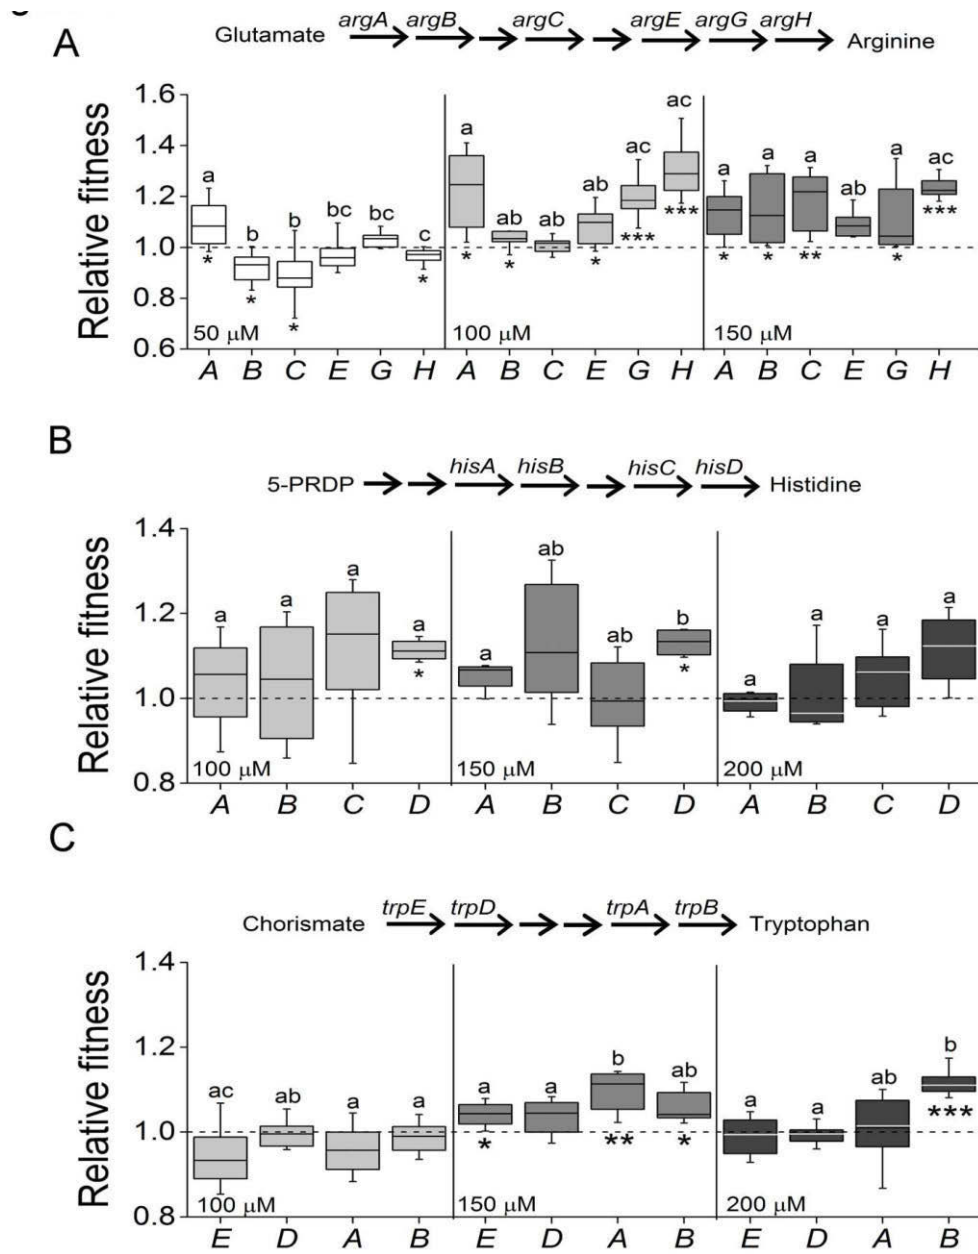 A
argA argB argC argE argG argH
Glutamate Arginine
Relative fitness
1.6
1.4
1.2
1.0
0.8
0.6
a b b bc bc c
* * * *
50 μM
a ab ab ab ac ac
* * * *** ***
100 μM
a a a ab a ac
* * ** * ***
150 μM
A B C E G H A B C E G H A B C E G H
B
hisA hisB hisC hisD
5-PRDP Histidine
Relative fitness
1.4
1.2
1.0
0.8
a a a a
*
100 μM
a ab ab b
*
150 μM
a a a a
200 μM
A B C D A B C D A B C D
C
trpE trpD trpA trpB
Chorismate Tryptophan
Relative fitness
1.4
1.2
1.0
0.8
ac ab a a
100 μM
a a b ab
* ** *
150 μM
a a ab b
***
200 μM
E D A B E D A B E D A B